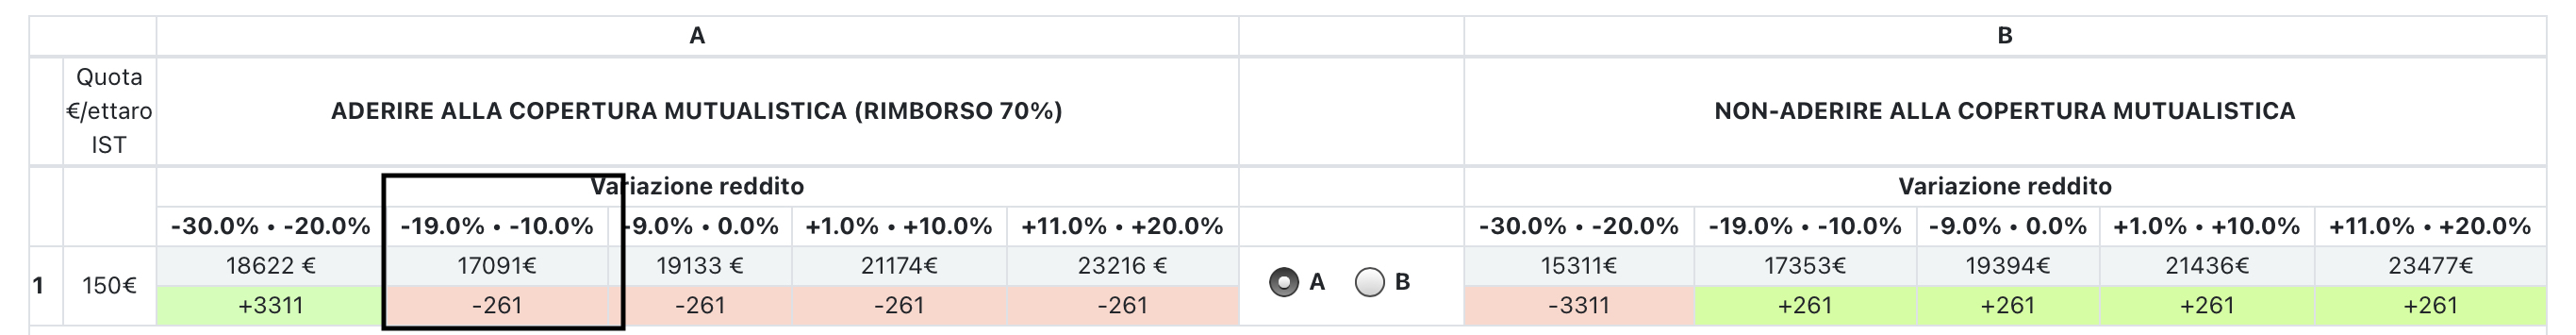 A B
Quota
€/ettaro
IST
ADERIRE ALLA COPERTURA MUTUALISTICA (RIMBORSO 70%) NON-ADERIRE ALLA COPERTURA MUTUALISTICA
Variazione reddito Variazione reddito
-30.0% • -20.0% -19.0% • -10.0% -9.0% • 0.0% +1.0% • +10.0% +11.0% • +20.0% -30.0% • -20.0% -19.0% • -10.0% -9.0% • 0.0% +1.0% • +10.0% +11.0% • +20.0%
18622 € 17091€ 19133 € 21174€ 23216 € 15311€ 17353€ 19394€ 21436€ 23477€
1 150€ A B
+3311 -261 -261 -261 -261 -3311 +261 +261 +261 +261